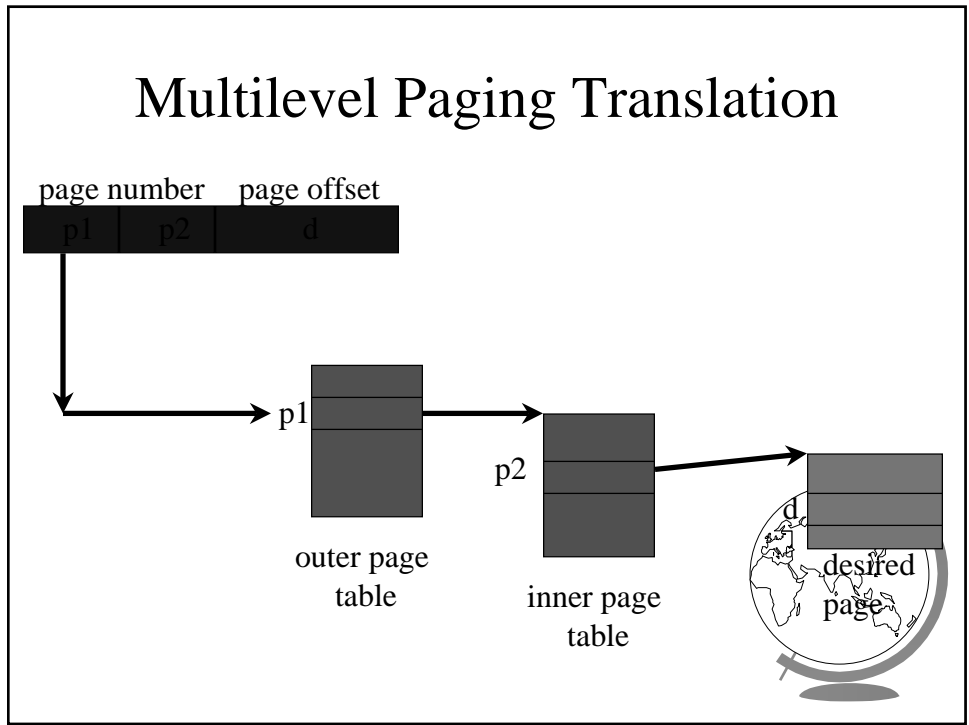 Multilevel Paging Translation
page number page offset
p1 p2 d
p1
p2
d
outer page
table
inner page
table
desired
page